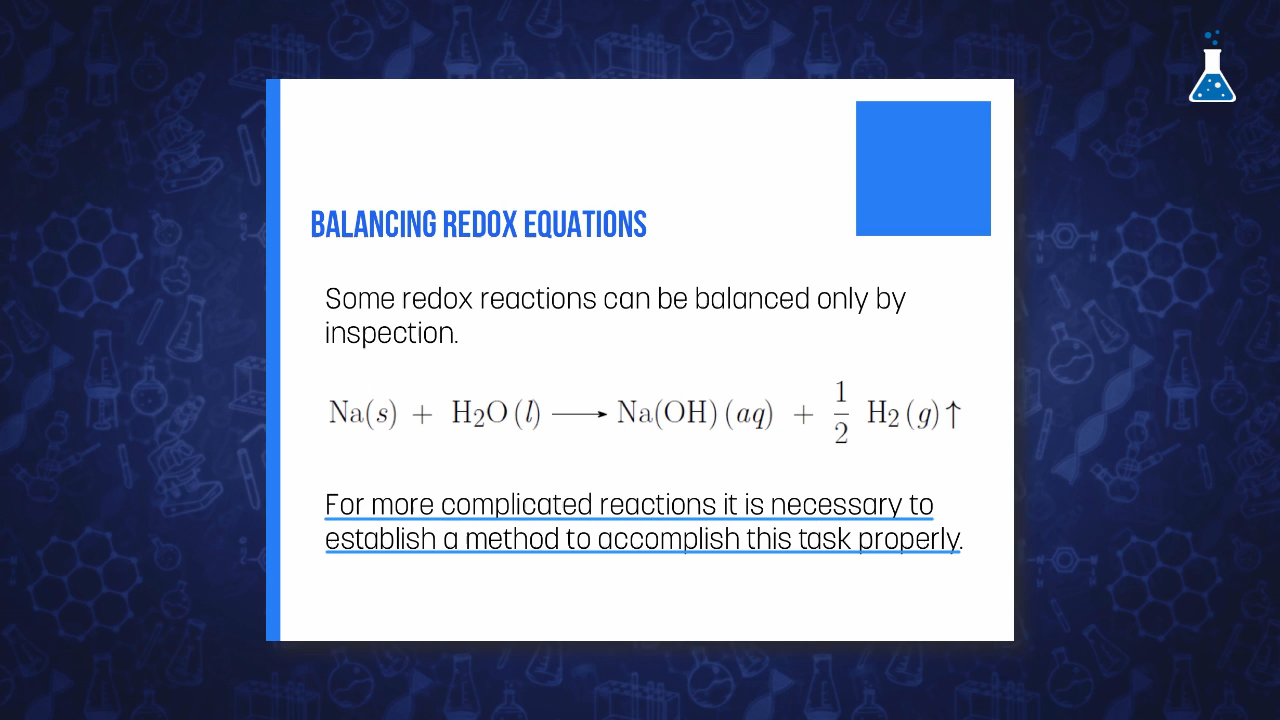 BALANCING REDOX EQUATIONS
Some redox reactions can be balanced only by
inspection.
Na(s) + H₂O (l) ⟶ Na(OH) (aq) + 1/2 H₂ (g) ↑
For more complicated reactions it is necessary to
establish a method to accomplish this task properly.